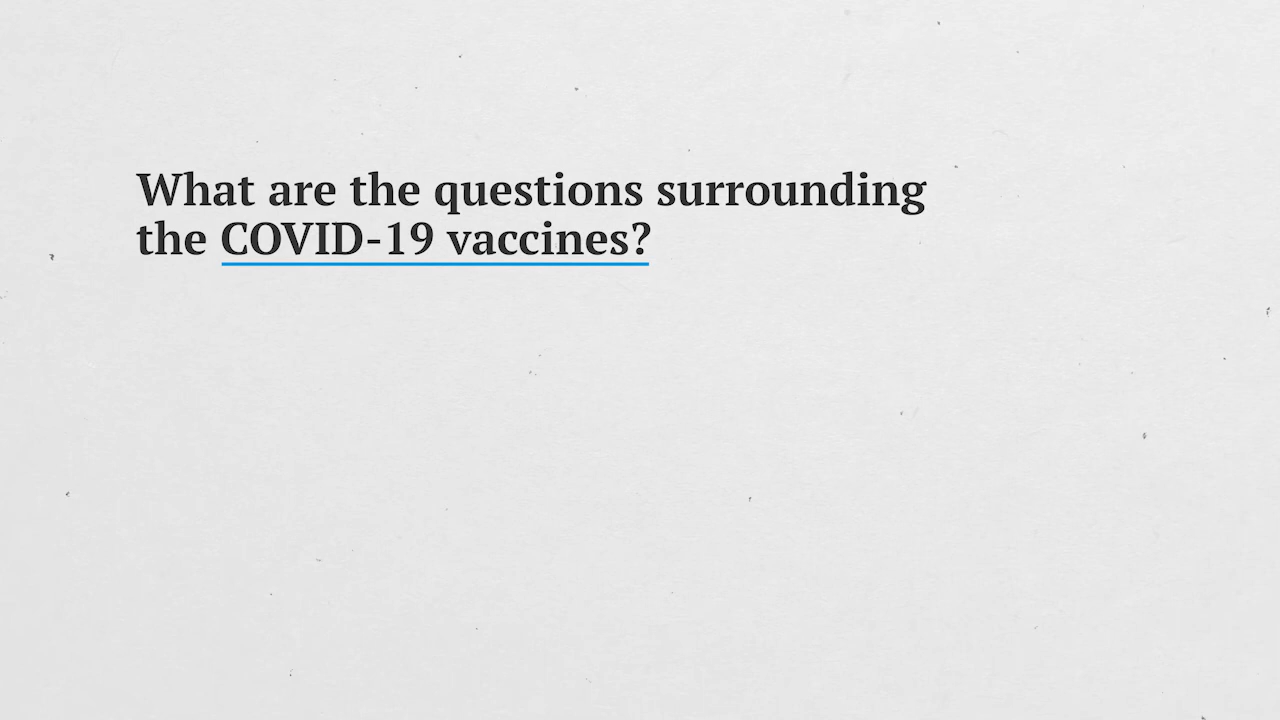 What are the questions surrounding
the COVID-19 vaccines?